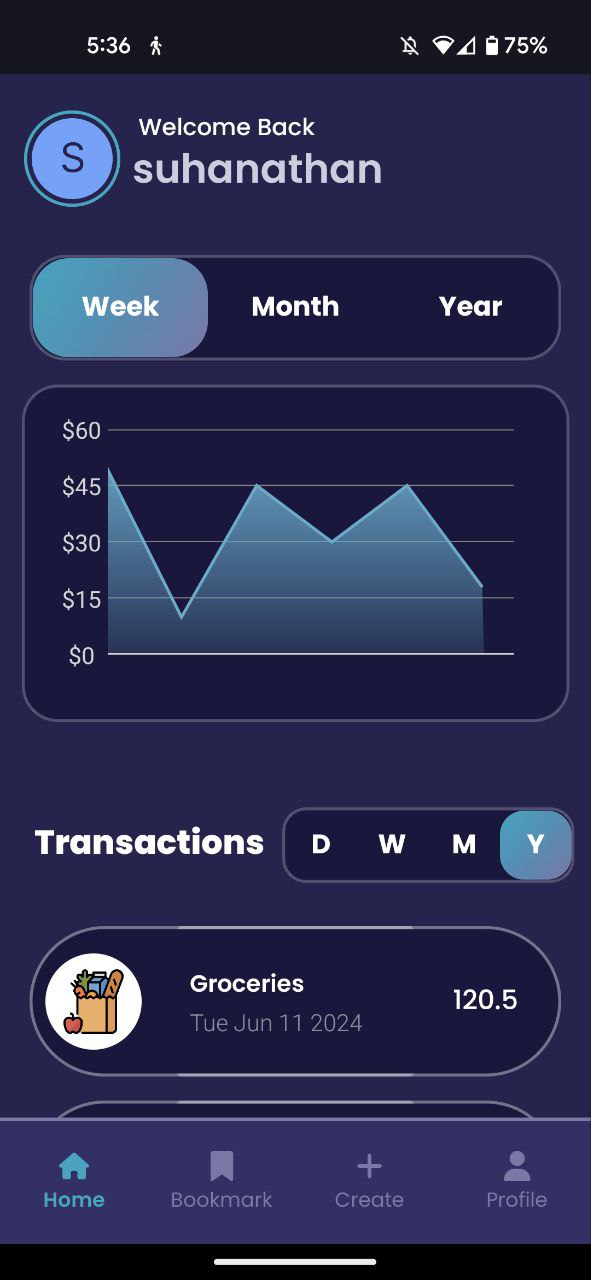 5:36
75%
S
Welcome Back
suhanathan
Week Month Year
$60
$45
$30
$15
$0
Transactions D W M Y
Groceries
Tue Jun 11 2024
120.5
Home Bookmark Create Profile